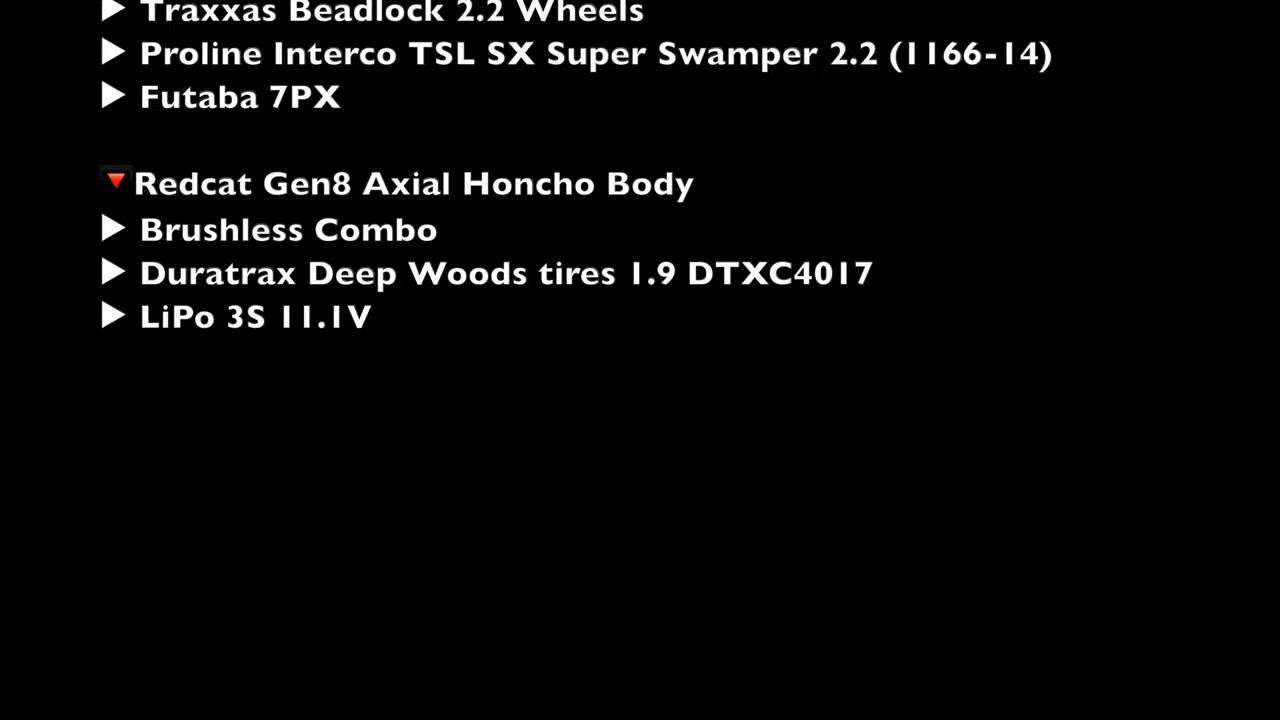 ▶ Traxxas Beadlock 2.2 Wheels
▶ Proline Interco TSL SX Super Swamper 2.2 (1166-14)
▶ Futaba 7PX
🔻Redcat Gen8 Axial Honcho Body
▶ Brushless Combo
▶ Duratrax Deep Woods tires 1.9 DTXC4017
▶ LiPo 3S 11.1V